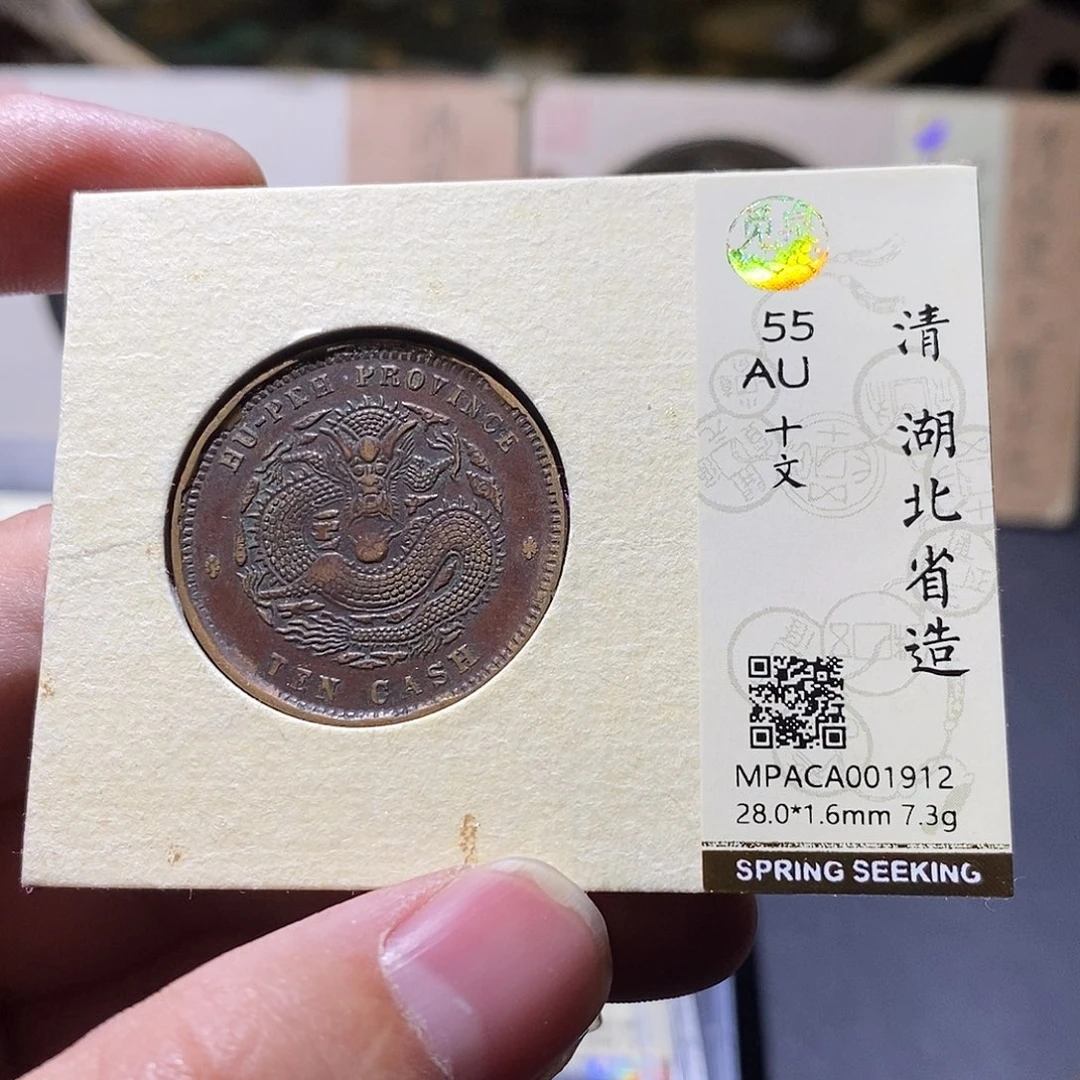 HU-PEH PROVINCE
TEN CASH
55
AU
十文
清 湖北省造
MPACA001912
28.0*1.6mm 7.3g
SPRING SEEKING